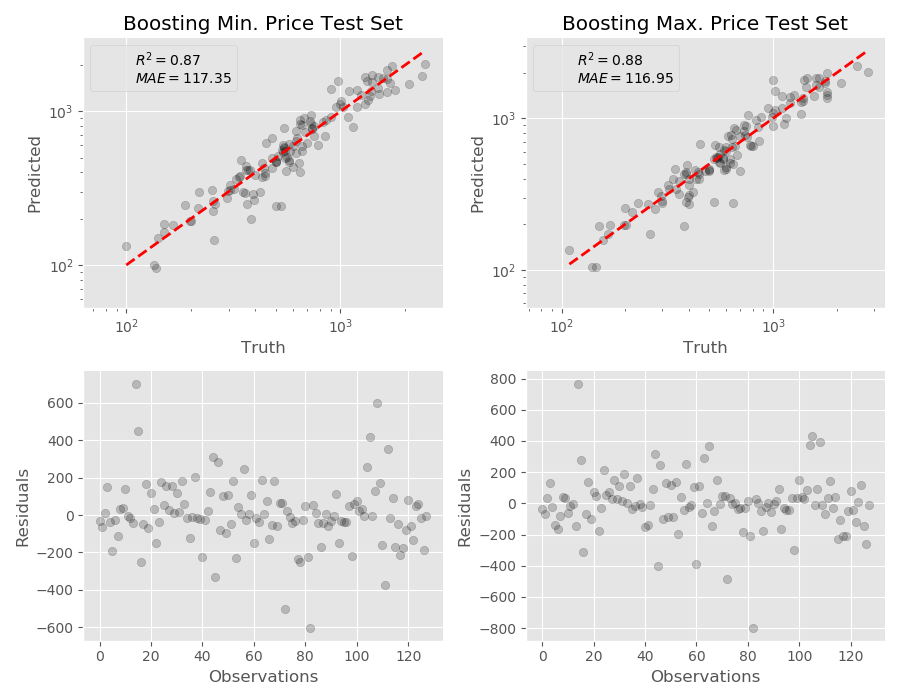 Boosting Min. Price Test Set
R² = 0.87
MAE = 117.35
Predicted
10³
10²
10² 10³
Truth
Boosting Max. Price Test Set
R² = 0.88
MAE = 116.95
Predicted
10³
10²
10² 10³
Truth
Residuals
600
400
200
0
−200
−400
−600
0 20 40 60 80 100 120
Observations
Residuals
800
600
400
200
0
−200
−400
−600
−800
0 20 40 60 80 100 120
Observations